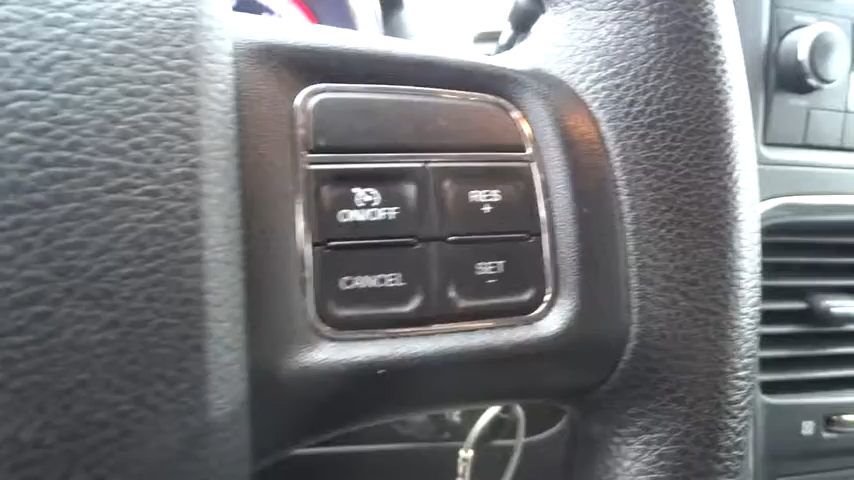 ON/OFF
RES
+
CANCEL
SET
-